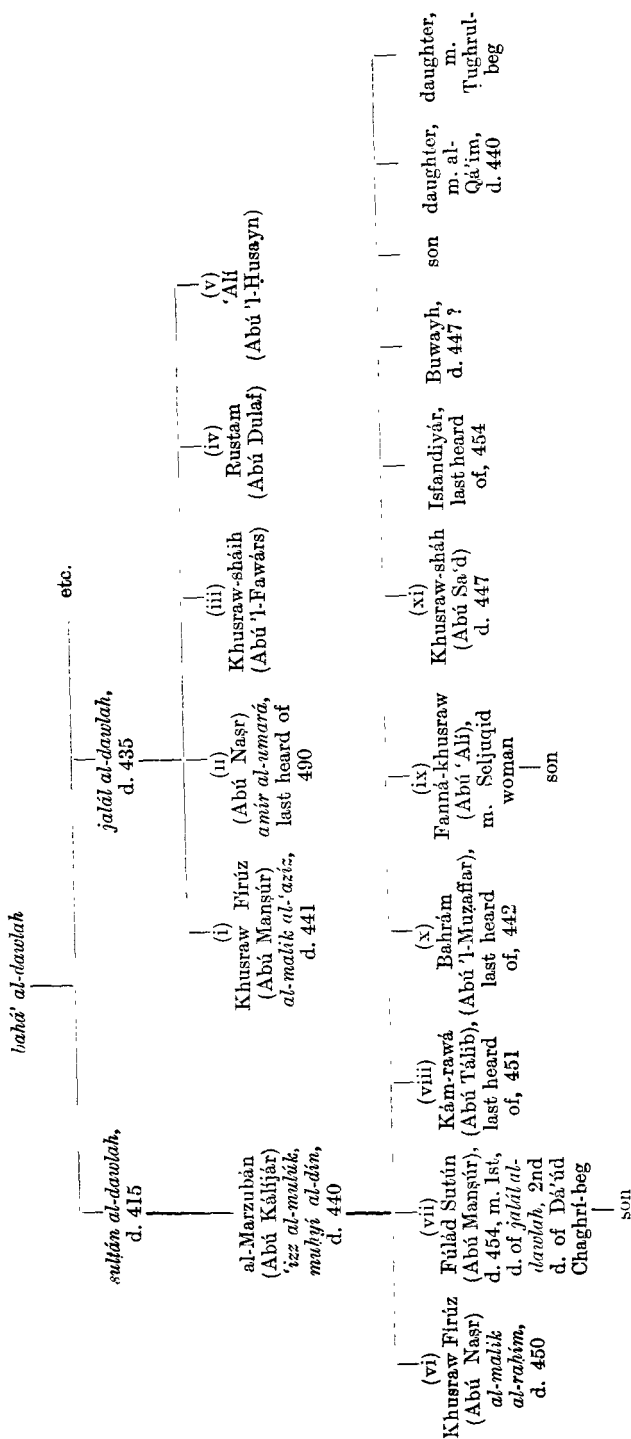 bahá' al-dawlah
sulṭán al-dawlah,
d. 415
jalál al-dawlah,
d. 435
etc.
al-Marzubán
(Abú Kálíjár)
‘izz al-mulúk,
muḥyí al-dín,
d. 440
(i)
Khusraw Fírúz
(Abú Manṣúr)
al-malik al-‘azíz,
d. 441
(ii)
(Abú Naṣr)
amír al-umará,
last heard of
490
(iii)
Khusraw-sháih
(Abú 'l-Fawárs)
(iv)
Rustam
(Abú Dulaf)
(v)
‘Alí
(Abú 'l-Ḥusayn)
(vi)
Khusraw Fírúz
(Abú Naṣr)
al-malik
al-raḥím,
d. 450
(vii)
Fúlád Sutún
(Abú Manṣúr),
d. 454, m. 1st,
d. of jalál al-
dawlah, 2nd
d. of Dá'úd
Chaghrí-beg
son
(viii)
Kám-rawá
(Abú Tálib),
last heard
of, 451
(x)
Bahrám
(Abú 'l-Muẓaffar),
last heard
of, 442
(ix)
Fanná-khusraw
(Abú ‘Alí),
m. Seljuqid
woman
son
(xi)
Khusraw-sháh
(Abú Sa‘d)
d. 447
Isfandiyár,
last heard
of, 454
Buwayh,
d. 447 ?
son
daughter,
m. al-
Qá'im,
d. 440
daughter,
m.
Ṭughrul-
beg